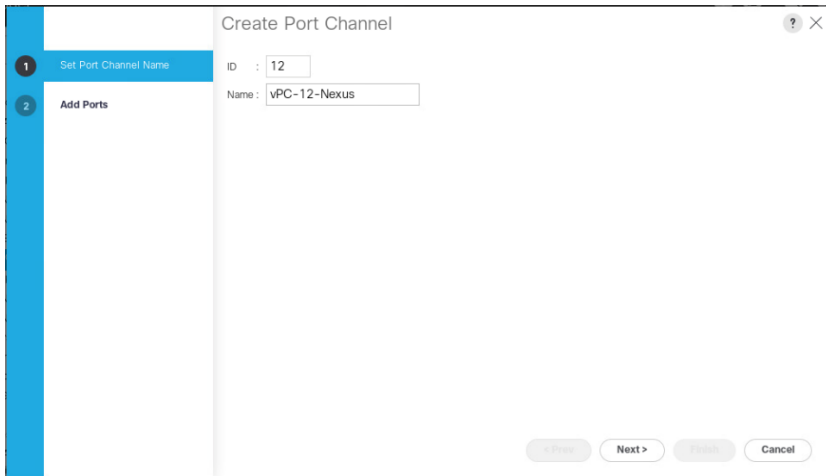 Create Port Channel
?
1
Set Port Channel Name
ID : 12
Name : vPC-12-Nexus
2
Add Ports
< Prev
Next >
Finish
Cancel